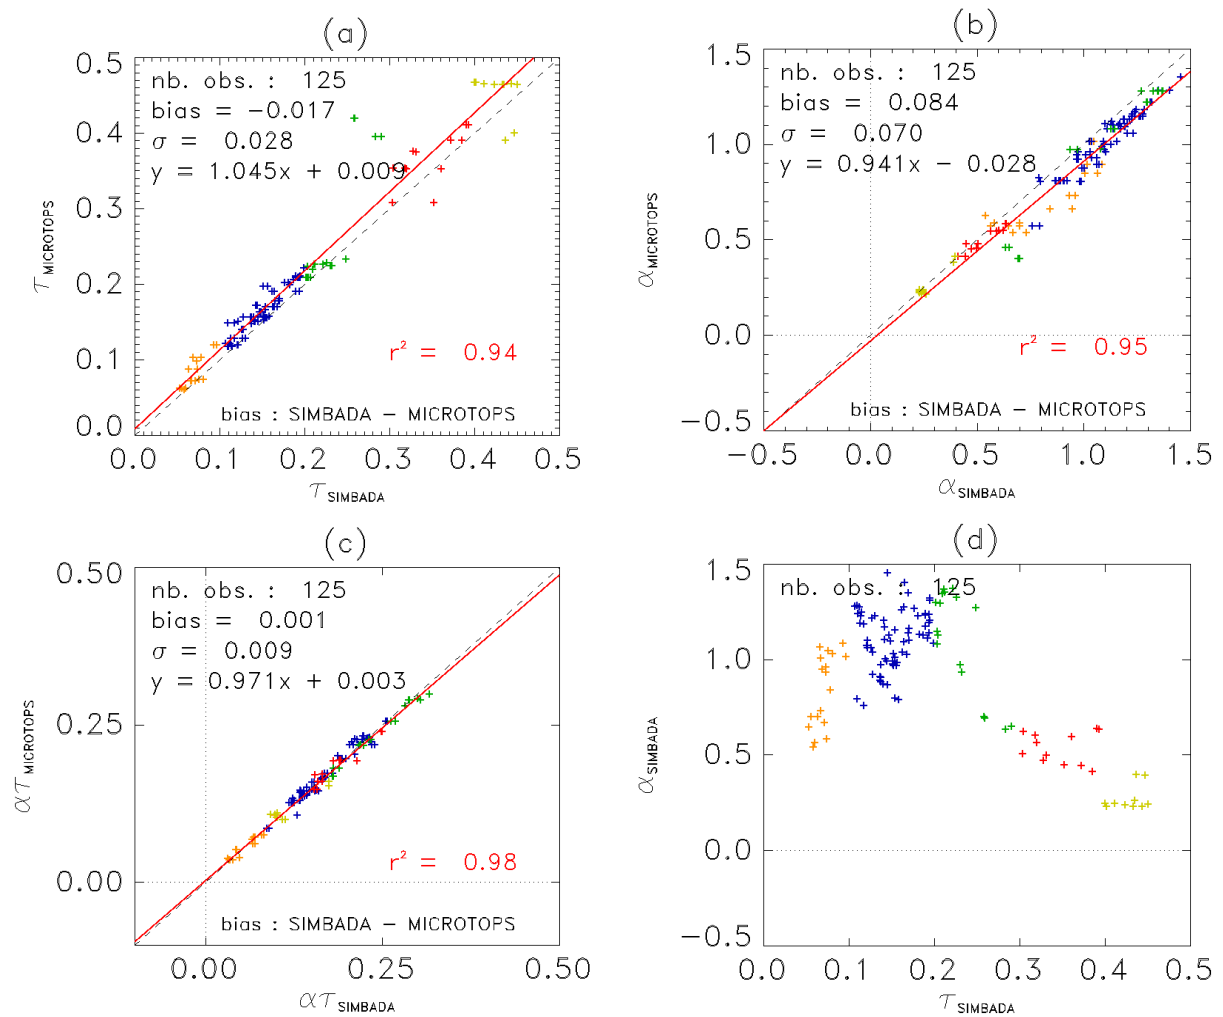 (a)
nb. obs. : 125
bias = −0.017
σ = 0.028
y = 1.045x + 0.009
r² = 0.94
bias : SIMBADA − MICROTOPS
0.5
0.4
0.3
0.2
0.1
0.0
τ MICROTOPS
0.0 0.1 0.2 0.3 0.4 0.5
τ SIMBADA
(b)
nb. obs. : 125
bias = 0.084
σ = 0.070
y = 0.941x − 0.028
r² = 0.95
bias : SIMBADA − MICROTOPS
1.5
1.0
0.5
0.0
−0.5
α MICROTOPS
−0.5 0.0 0.5 1.0 1.5
α SIMBADA
(c)
nb. obs. : 125
bias = 0.001
σ = 0.009
y = 0.971x + 0.003
r² = 0.98
bias : SIMBADA − MICROTOPS
0.50
0.25
0.00
ατ MICROTOPS
0.00 0.25 0.50
ατ SIMBADA
(d)
nb. obs. : 125
1.5
1.0
0.5
0.0
−0.5
α SIMBADA
0.0 0.1 0.2 0.3 0.4 0.5
τ SIMBADA